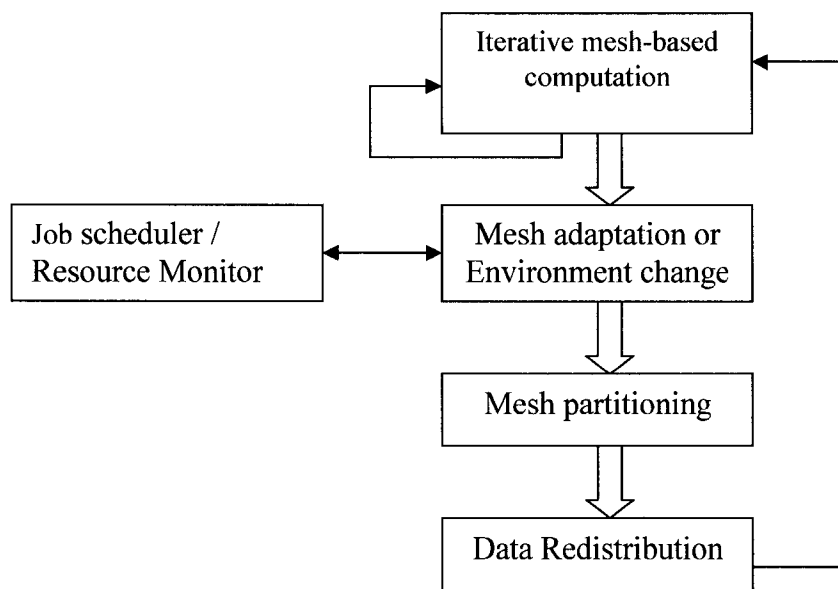 Iterative mesh-based
computation
Job scheduler /
Resource Monitor
Mesh adaptation or
Environment change
Mesh partitioning
Data Redistribution